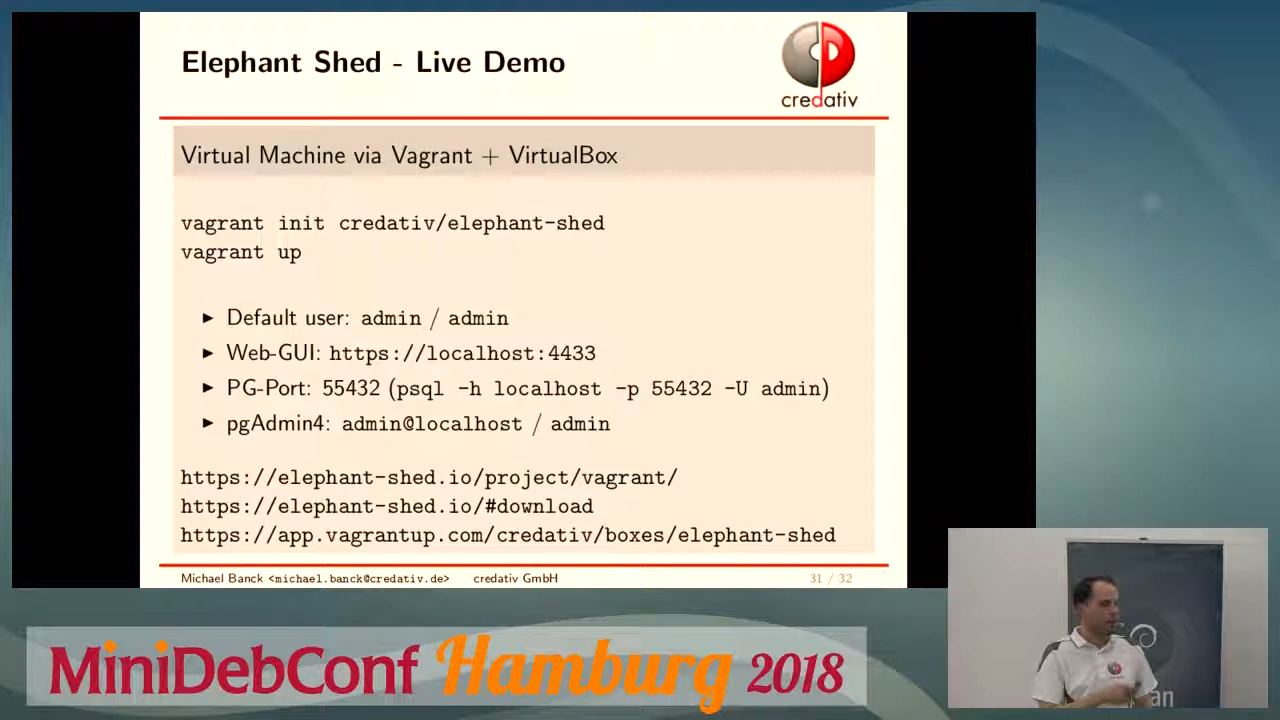 Elephant Shed - Live Demo
credativ
Virtual Machine via Vagrant + VirtualBox
vagrant init credativ/elephant-shed
vagrant up
▶ Default user: admin / admin
▶ Web-GUI: https://localhost:4433
▶ PG-Port: 55432 (psql -h localhost -p 55432 -U admin)
▶ pgAdmin4: admin@localhost / admin
https://elephant-shed.io/project/vagrant/
https://elephant-shed.io/#download
https://app.vagrantup.com/credativ/boxes/elephant-shed
Michael Banck <michael.banck@credativ.de> credativ GmbH 31 / 32
MiniDebConf Hamburg 2018
an